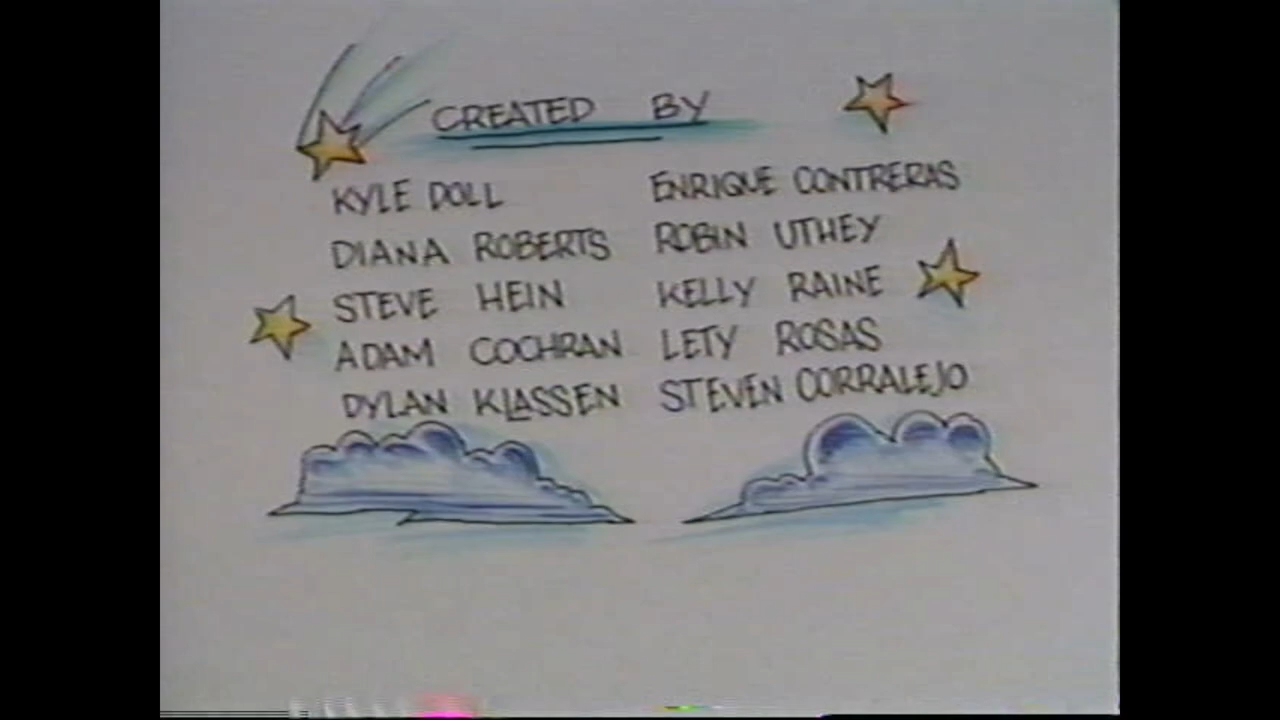 CREATED BY
KYLE DOLL
DIANA ROBERTS
STEVE HEIN
ADAM COCHRAN
DYLAN KLASSEN
ENRIQUE CONTRERAS
ROBIN UTHEY
KELLY RAINE
LETY ROSAS
STEVEN CORRALEJO